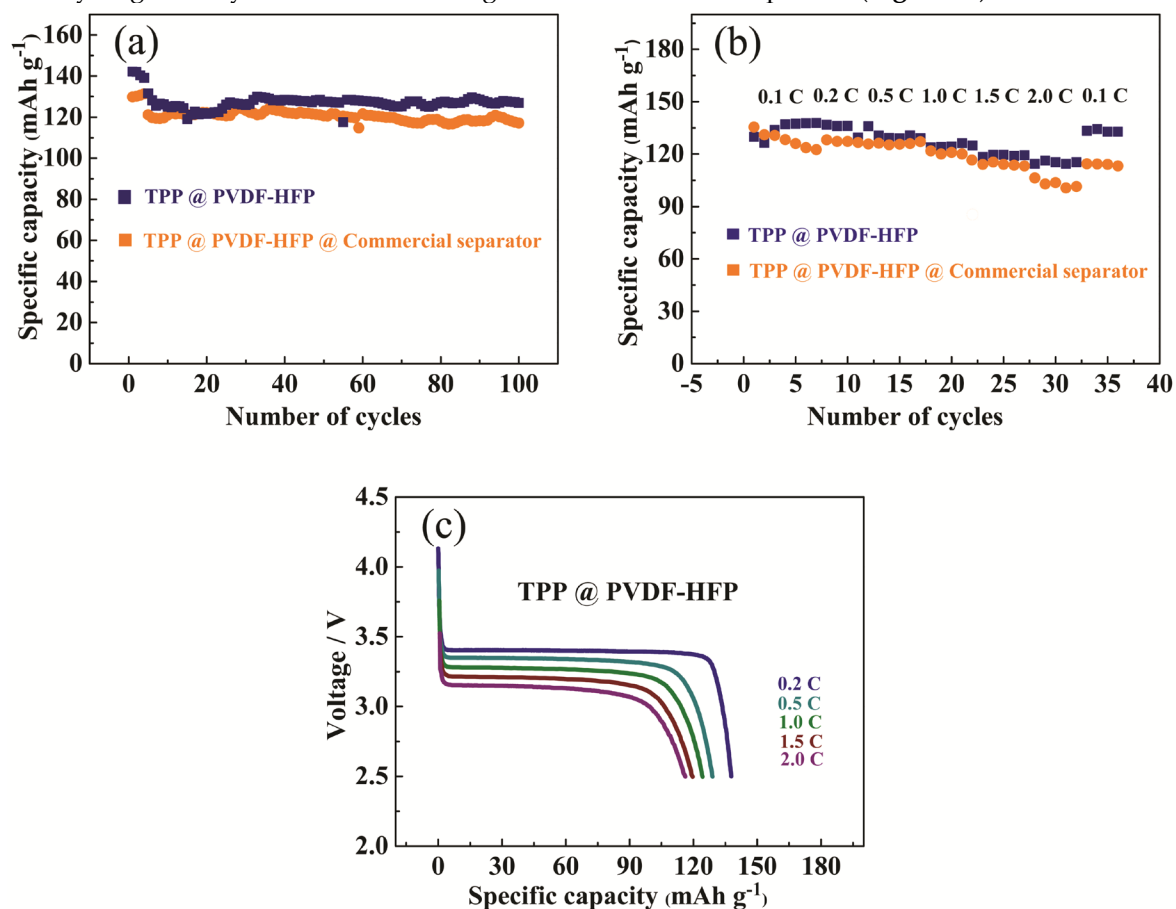 (a)
160
140
120
100
80
60
40
20
0
Specific capacity (mAh g-1)
TPP @ PVDF-HFP
TPP @ PVDF-HFP @ Commercial separator
0 20 40 60 80 100
Number of cycles
(b)
180
150
120
90
60
30
0
Specific capacity (mAh g-1)
0.1 C 0.2 C 0.5 C 1.0 C 1.5 C 2.0 C 0.1 C
TPP @ PVDF-HFP
TPP @ PVDF-HFP @ Commercial separator
-5 0 5 10 15 20 25 30 35 40
Number of cycles
(c)
4.5
4.0
3.5
3.0
2.5
2.0
Voltage / V
TPP @ PVDF-HFP
0.2 C
0.5 C
1.0 C
1.5 C
2.0 C
0 30 60 90 120 150 180
Specific capacity (mAh g-1)